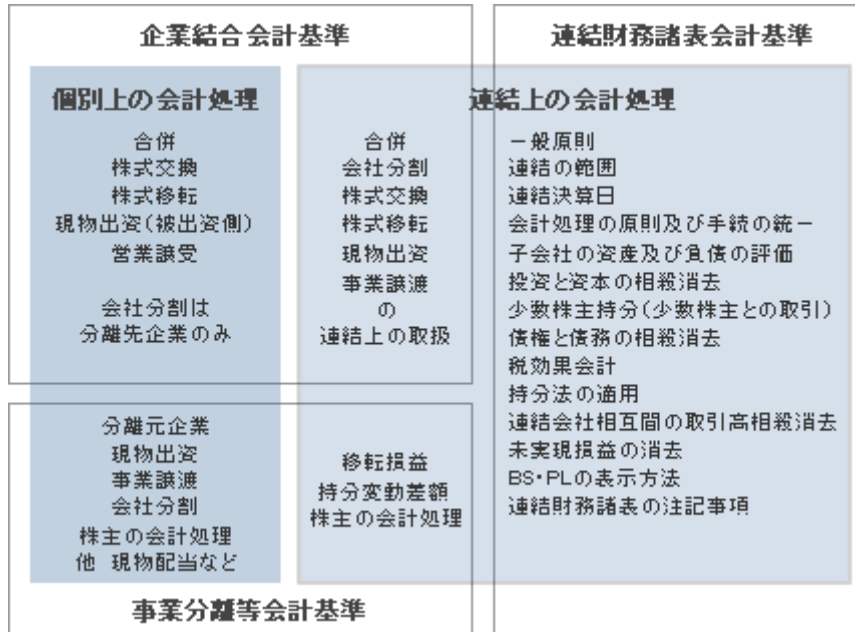 企業結合会計基準
連結財務諸表会計基準
個別上の会計処理
連結上の会計処理
合併
株式交換
株式移転
現物出資(被出資側)
営業譲受
会社分割は
分離先企業のみ
合併
会社分割
株式交換
株式移転
現物出資
事業譲渡
の
連結上の取扱
一般原則
連結の範囲
連結決算日
会計処理の原則及び手続の統一
子会社の資産及び負債の評価
投資と資本の相殺消去
少数株主持分(少数株主との取引)
債権と債務の相殺消去
税効果会計
持分法の適用
連結会社相互間の取引高相殺消去
未実現損益の消去
BS・PLの表示方法
連結財務諸表の注記事項
分離元企業
現物出資
事業譲渡
会社分割
株主の会計処理
他 現物配当など
移転損益
持分変動差額
株主の会計処理
事業分離等会計基準